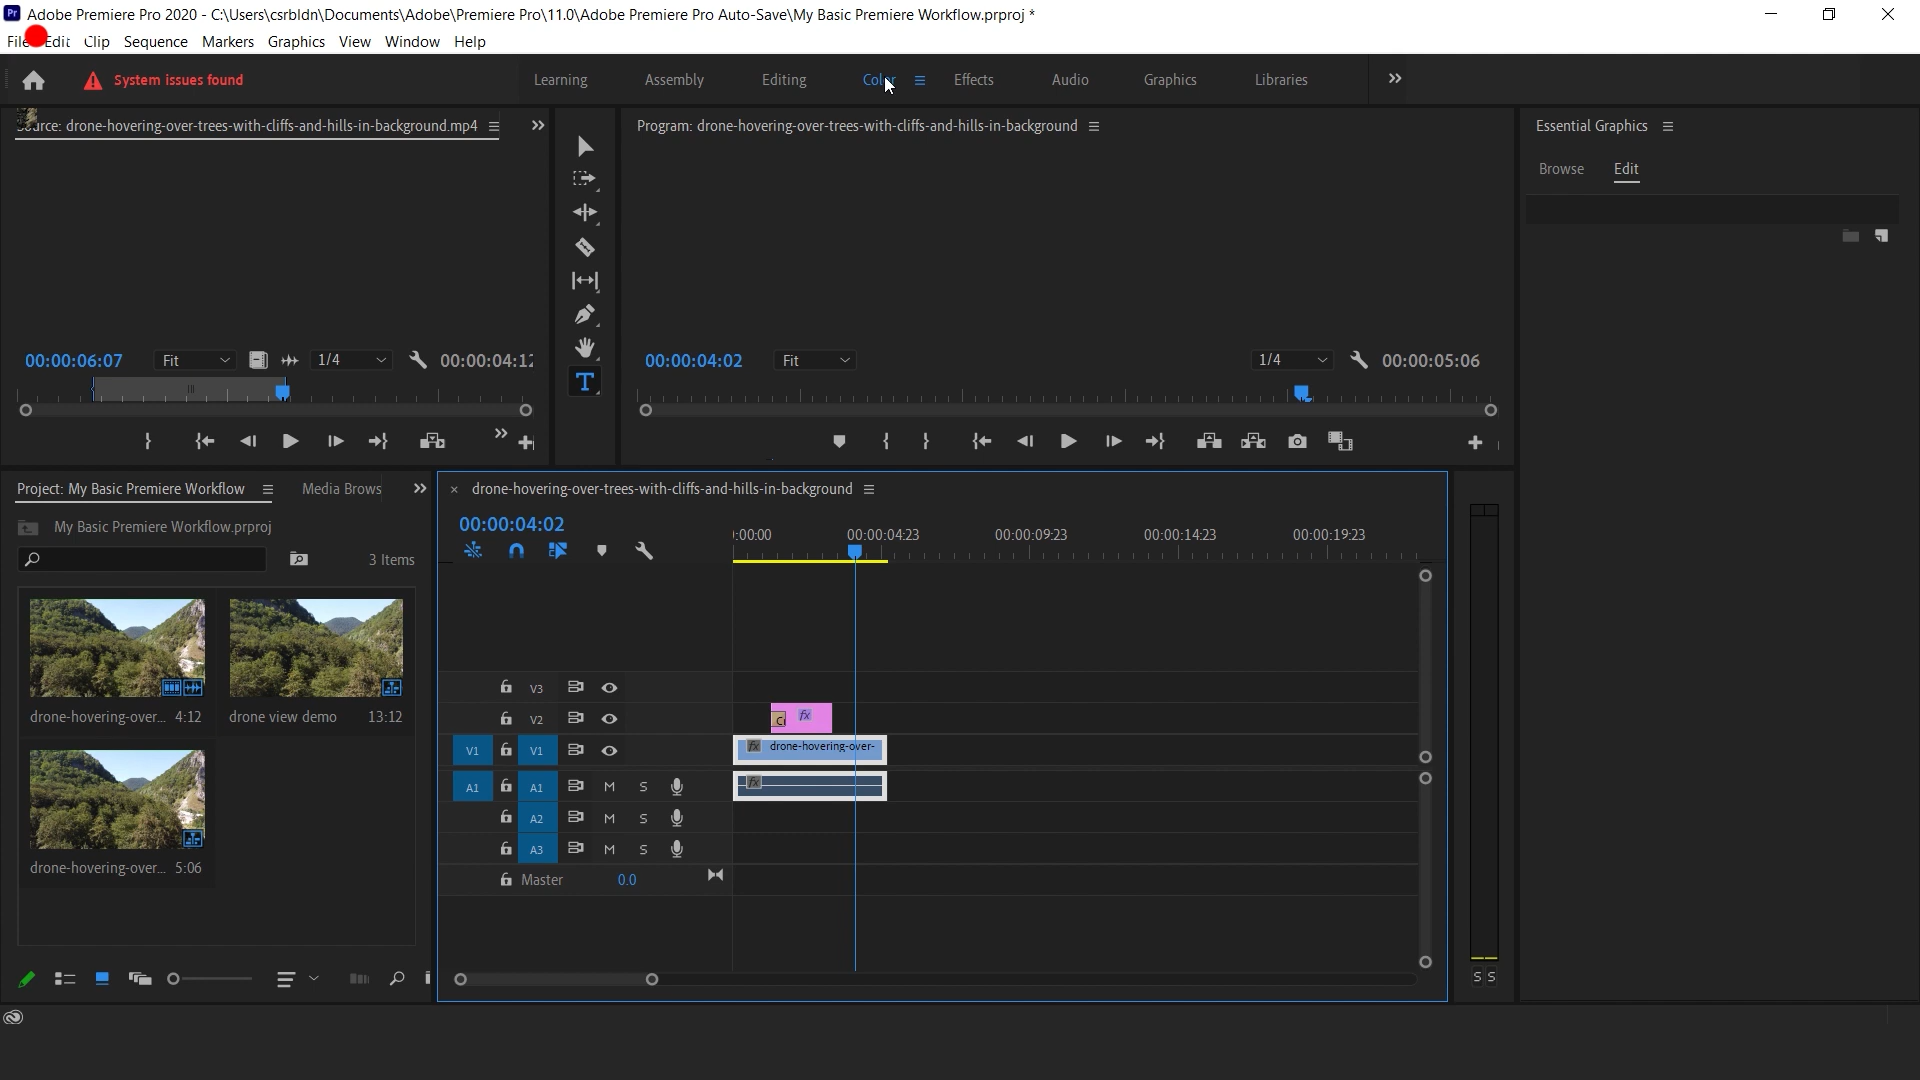 Pr Adobe Premiere Pro 2020 - C:\Users\csrbldn\Documents\Adobe\Premiere Pro\11.0\Adobe Premiere Pro Auto-Save\My Basic Premiere Workflow.prproj *
File Edit Clip Sequence Markers Graphics View Window Help
System issues found
Learning Assembly Editing Color Effects Audio Graphics Libraries
Source: drone-hovering-over-trees-with-cliffs-and-hills-in-background.mp4
Program: drone-hovering-over-trees-with-cliffs-and-hills-in-background
Essential Graphics
Browse Edit
00:00:06:07 Fit 1/4 00:00:04:12
00:00:04:02 Fit 1/4 00:00:05:06
Project: My Basic Premiere Workflow Media Brows
My Basic Premiere Workflow.prproj
3 Items
drone-hovering-over... 4:12
drone view demo 13:12
drone-hovering-over... 5:06
× drone-hovering-over-trees-with-cliffs-and-hills-in-background
00:00:04:02
:00:00 00:00:04:23 00:00:09:23 00:00:14:23 00:00:19:23
V3
V2 fx
V1 V1 fx drone-hovering-over-
A1 A1 M S fx
A2 M S
A3 M S
Master 0.0
S S